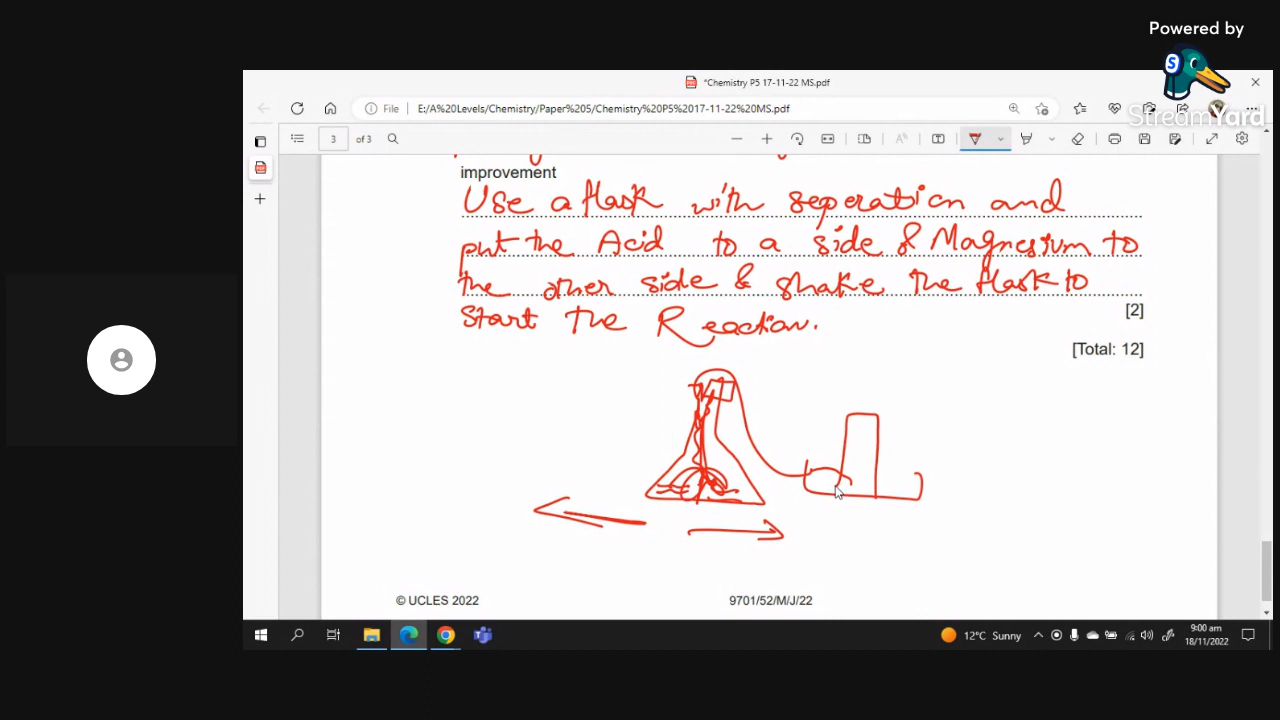 Powered by
StreamYard
*Chemistry P5 17-11-22 MS.pdf
File
E:/A%20Levels/Chemistry/Paper%205/Chemistry%20P5%2017-11-22%20MS.pdf
3 of 3
improvement
Use a flask with seperation and
put the Acid to a side & Magnesium to
the other side & shake the flask to
Start the Reaction.
[2]
[Total: 12]
© UCLES 2022
9701/52/M/J/22
12°C Sunny
9:00 am
18/11/2022